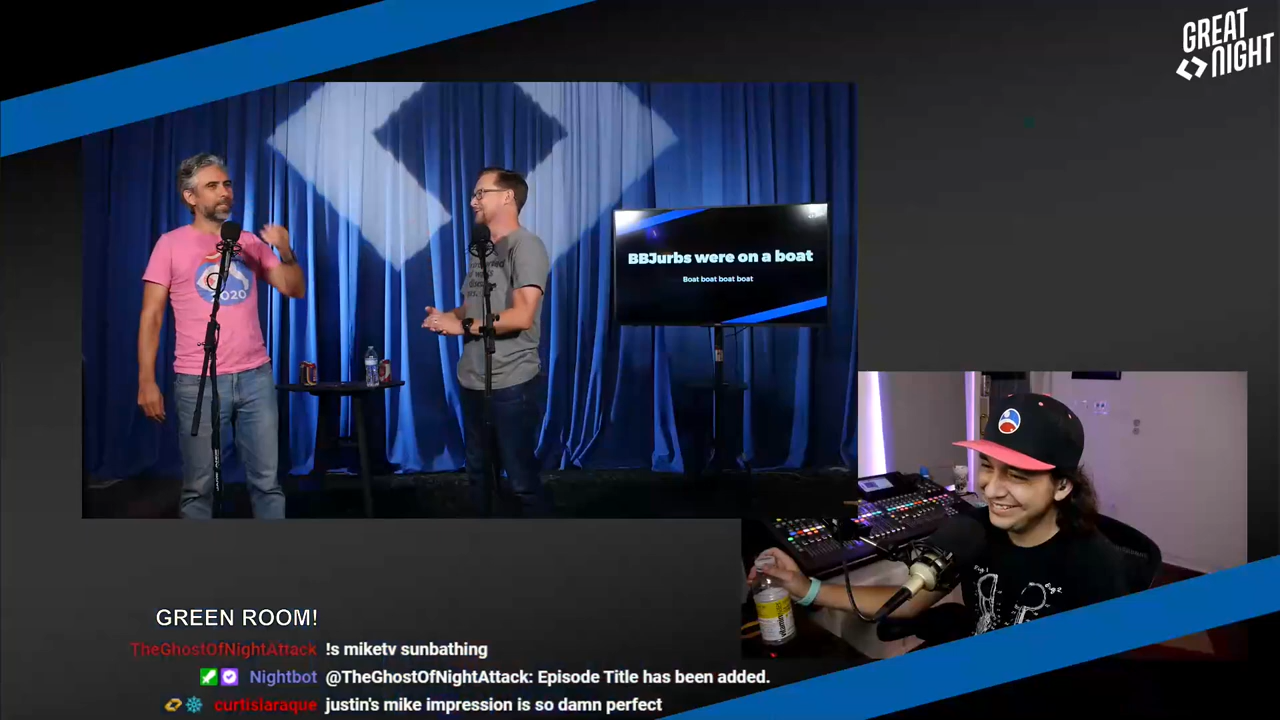 GREAT
NIGHT
BBJurbs were on a boat
Boat boat boat boat
2020
GREEN ROOM!
TheGhostOfNightAttack !s miketv sunbathing
Nightbot @TheGhostOfNightAttack: Episode Title has been added.
curtislaraque justin's mike impression is so damn perfect